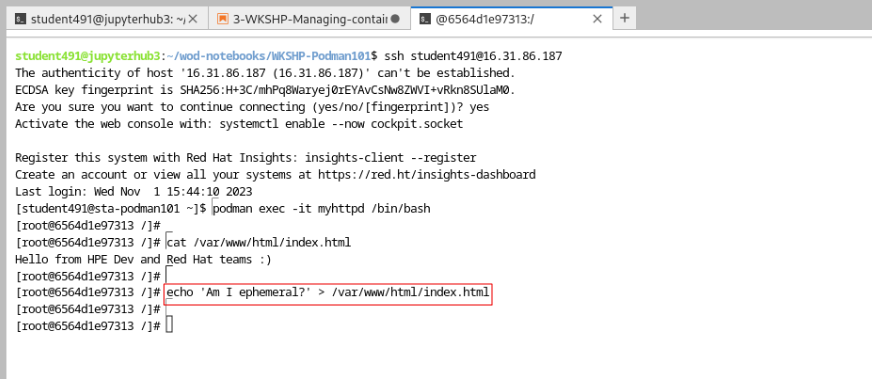 student491@jupyterhub3: ~/
3-WKSHP-Managing-contain
@6564d1e97313:/
student491@jupyterhub3:~/wod-notebooks/WKSHP-Podman101$ ssh student491@16.31.86.187
The authenticity of host '16.31.86.187 (16.31.86.187)' can't be established.
ECDSA key fingerprint is SHA256:H+3C/mhPq8Waryej0rEYAvCsNw8ZWVI+vRkn8SUlaM0.
Are you sure you want to continue connecting (yes/no/[fingerprint])? yes
Activate the web console with: systemctl enable --now cockpit.socket
Register this system with Red Hat Insights: insights-client --register
Create an account or view all your systems at https://red.ht/insights-dashboard
Last login: Wed Nov  1 15:44:10 2023
[student491@sta-podman101 ~]$ podman exec -it myhttpd /bin/bash
[root@6564d1e97313 /]#
[root@6564d1e97313 /]# cat /var/www/html/index.html
Hello from HPE Dev and Red Hat teams :)
[root@6564d1e97313 /]#
[root@6564d1e97313 /]# echo 'Am I ephemeral?' > /var/www/html/index.html
[root@6564d1e97313 /]#
[root@6564d1e97313 /]#